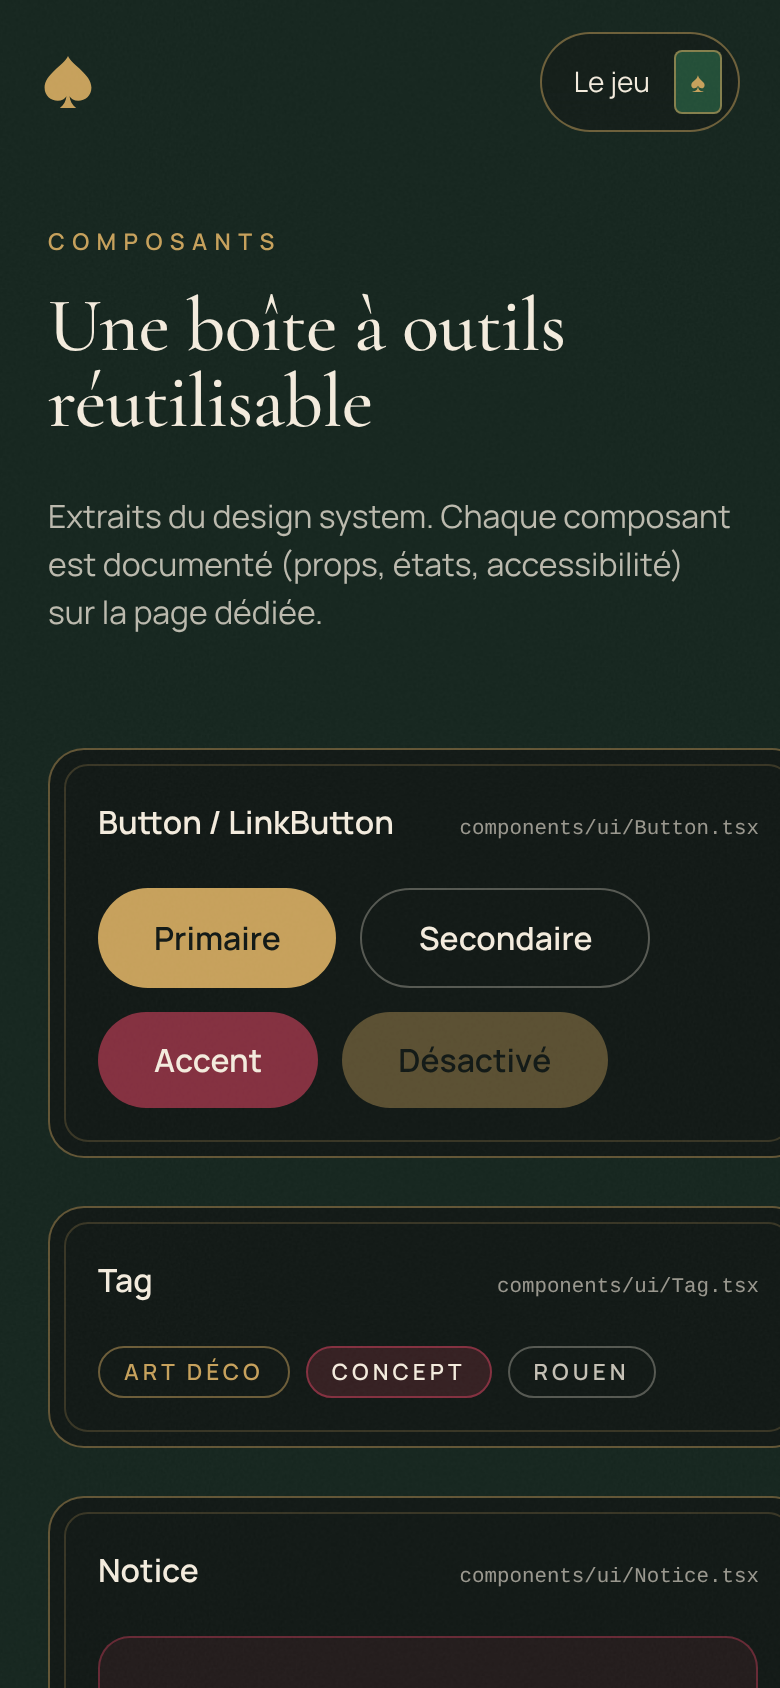 Le jeu
COMPOSANTS
Une boîte à outils
réutilisable
Extraits du design system. Chaque composant
est documenté (props, états, accessibilité)
sur la page dédiée.
Button / LinkButton components/ui/Button.tsx
Primaire Secondaire
Accent Désactivé
Tag components/ui/Tag.tsx
ART DÉCO CONCEPT ROUEN
Notice components/ui/Notice.tsx